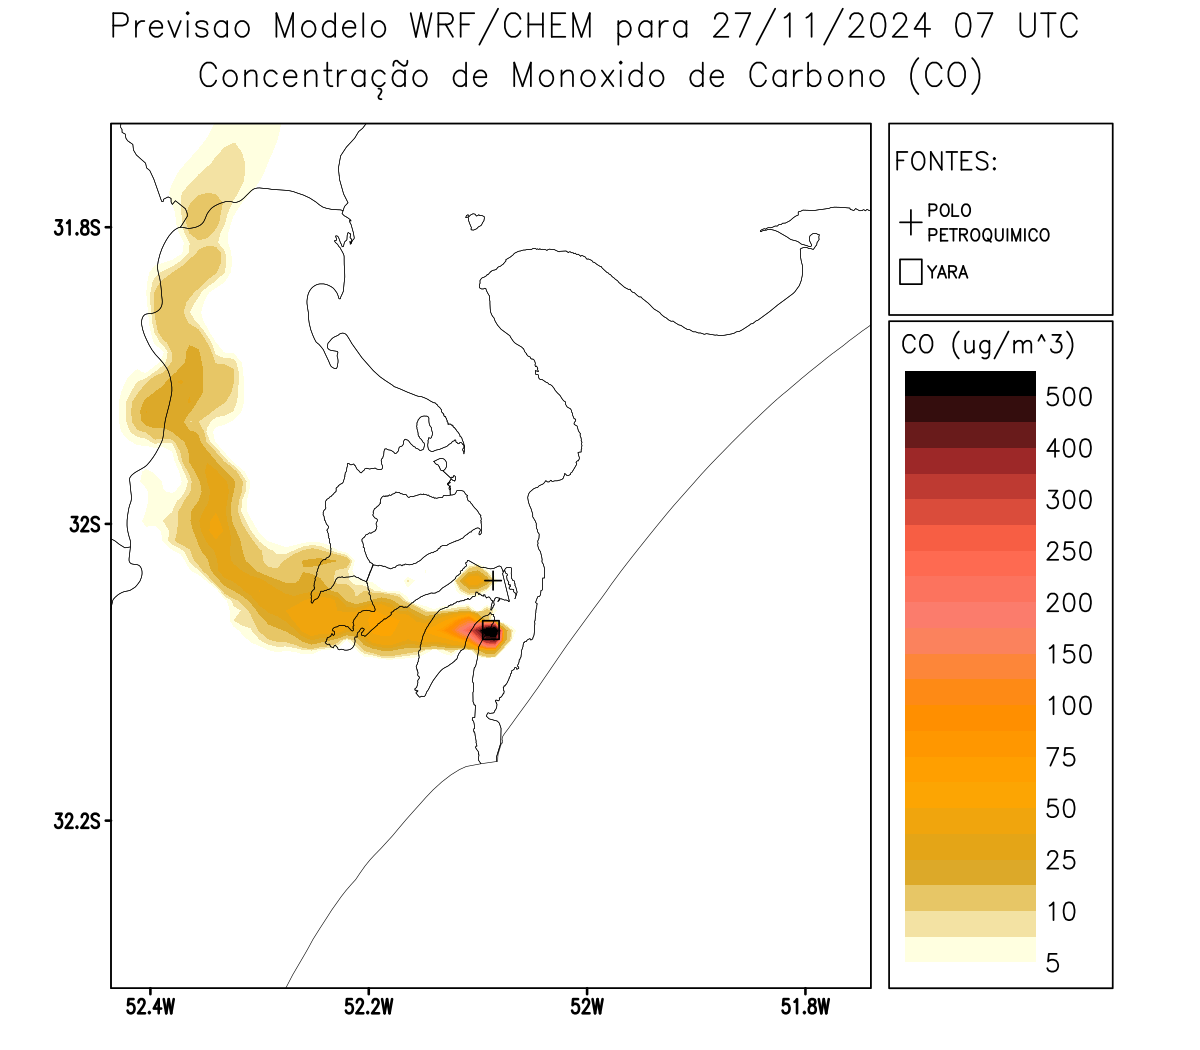 Previsao Modelo WRF/CHEM para 27/11/2024 07 UTC
Concentração de Monoxido de Carbono (CO)
FONTES:
POLO
PETROQUIMICO
YARA
31.8S
32S
32.2S
52.4W
52.2W
52W
51.8W
CO (ug/m^3)
500
400
300
250
200
150
100
75
50
25
10
5